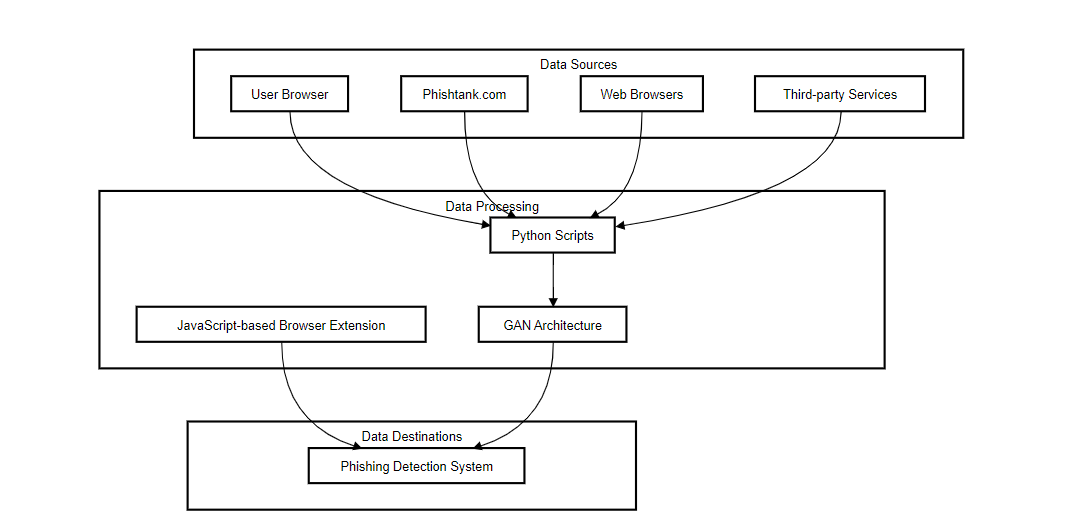 Data Sources
User Browser
Phishtank.com
Web Browsers
Third-party Services
Data Processing
Python Scripts
JavaScript-based Browser Extension
GAN Architecture
Data Destinations
Phishing Detection System